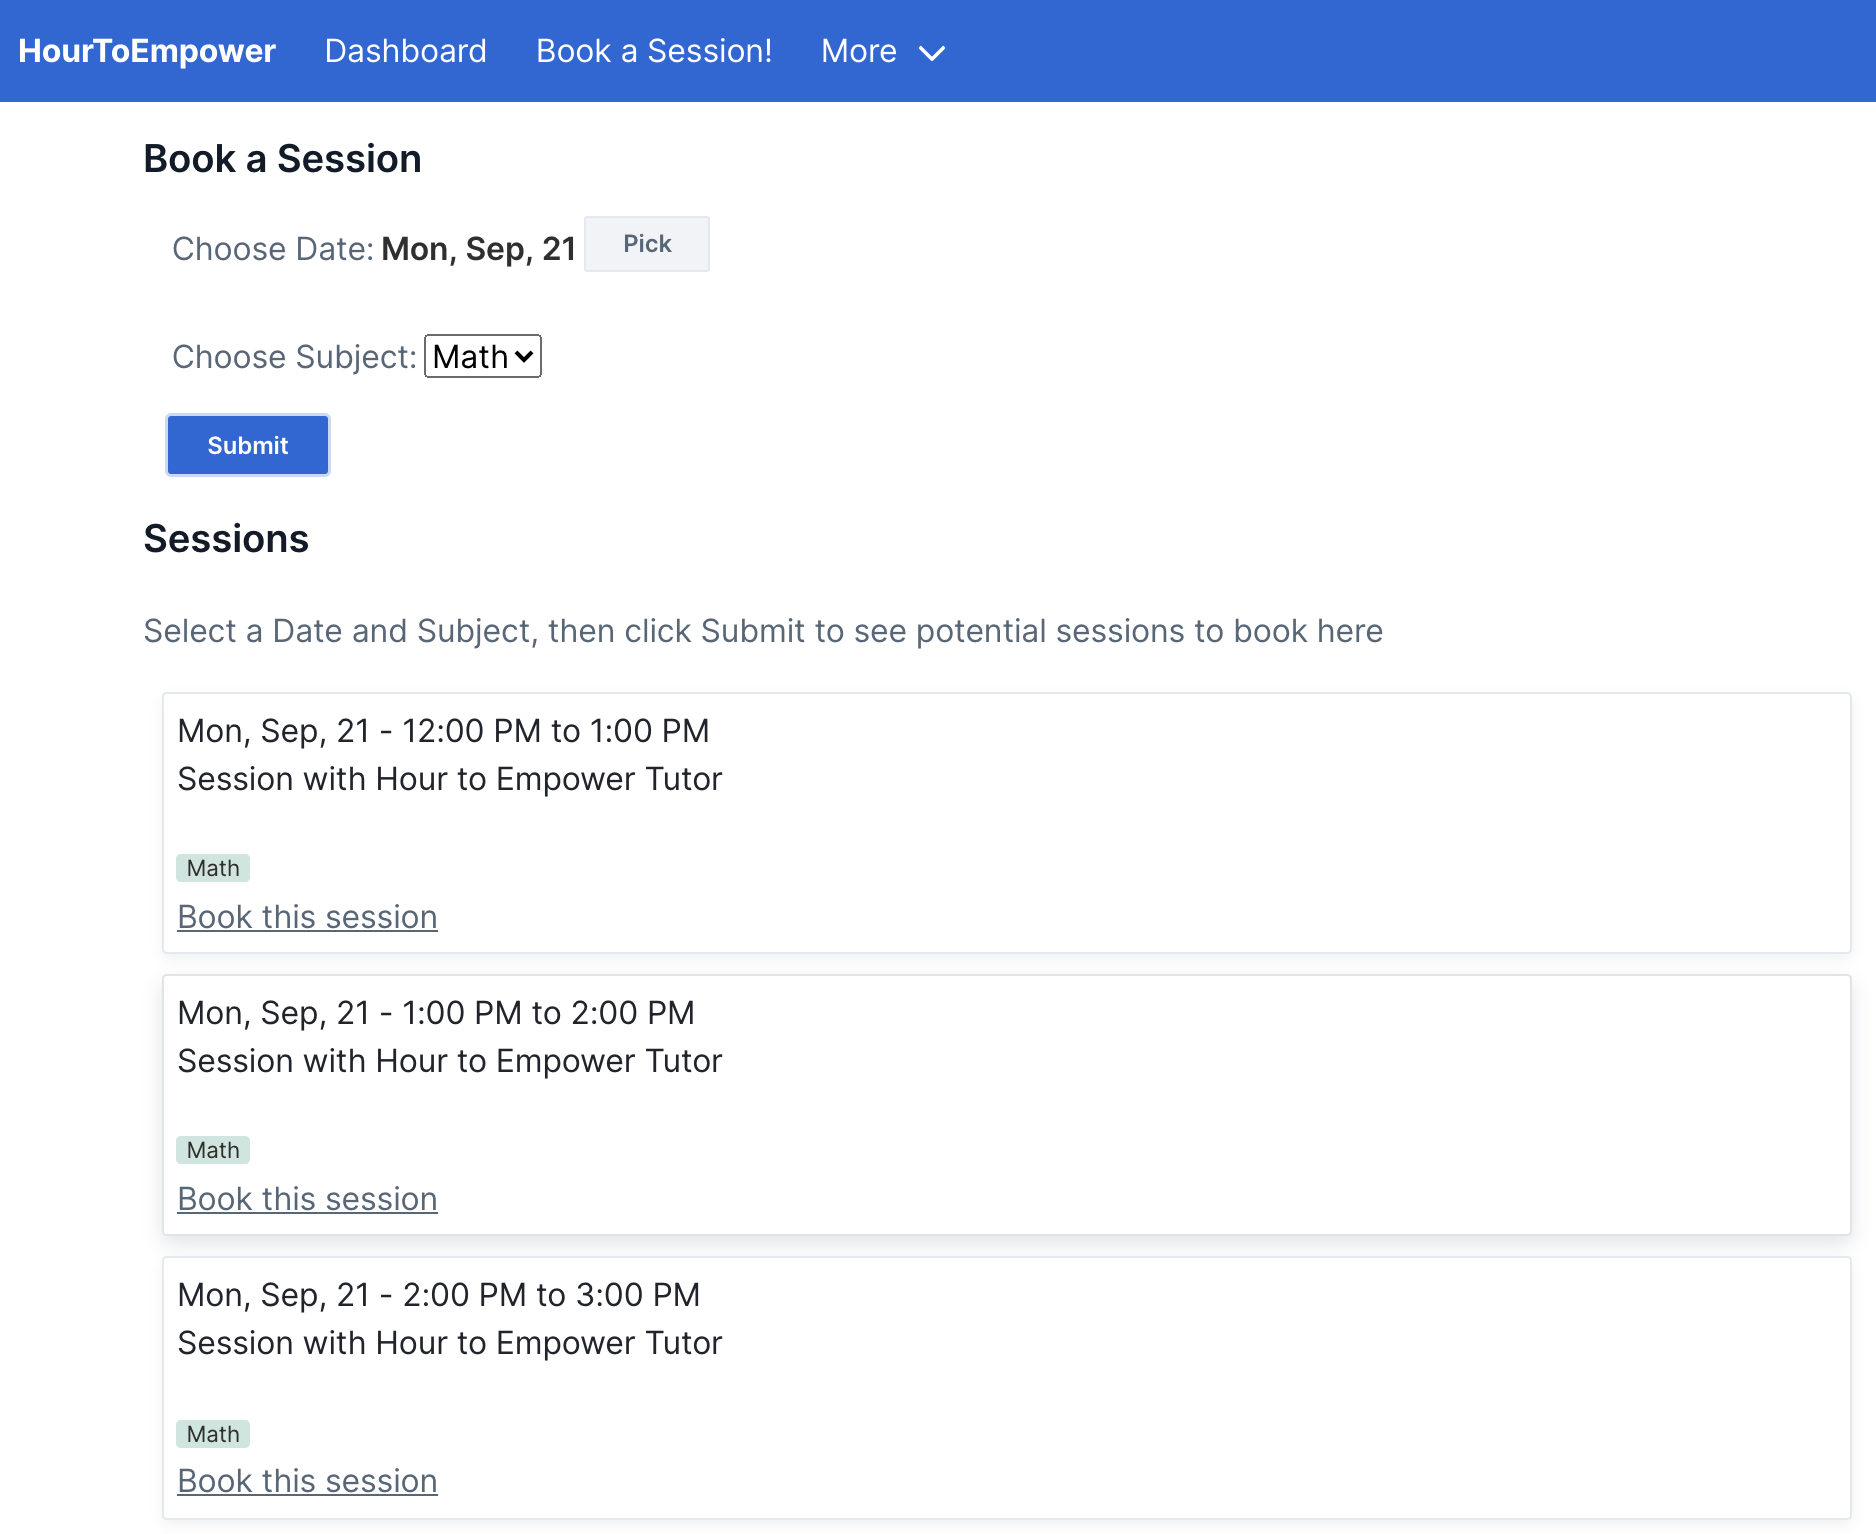 HourToEmpower Dashboard Book a Session! More
Book a Session
Choose Date: Mon, Sep, 21 Pick
Choose Subject: Math
Submit
Sessions
Select a Date and Subject, then click Submit to see potential sessions to book here
Mon, Sep, 21 - 12:00 PM to 1:00 PM
Session with Hour to Empower Tutor
Math
Book this session
Mon, Sep, 21 - 1:00 PM to 2:00 PM
Session with Hour to Empower Tutor
Math
Book this session
Mon, Sep, 21 - 2:00 PM to 3:00 PM
Session with Hour to Empower Tutor
Math
Book this session